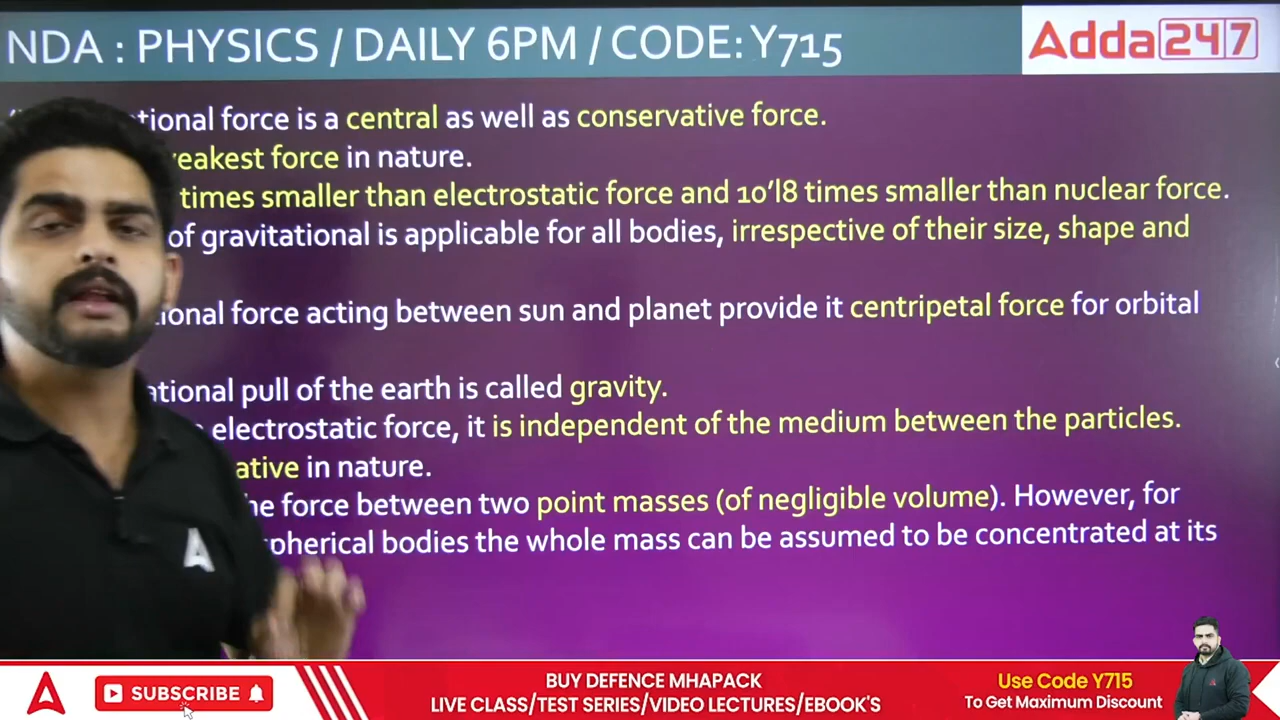 NDA : PHYSICS / DAILY 6PM / CODE: Y715
Adda247
tional force is a central as well as conservative force.
weakest force in nature.
times smaller than electrostatic force and 10'l8 times smaller than nuclear force.
of gravitational is applicable for all bodies, irrespective of their size, shape and
tional force acting between sun and planet provide it centripetal force for orbital
ational pull of the earth is called gravity.
electrostatic force, it is independent of the medium between the particles.
ative in nature.
he force between two point masses (of negligible volume). However, for
spherical bodies the whole mass can be assumed to be concentrated at its
A
SUBSCRIBE
BUY DEFENCE MHAPACK
LIVE CLASS/TEST SERIES/VIDEO LECTURES/EBOOK'S
Use Code Y715
To Get Maximum Discount